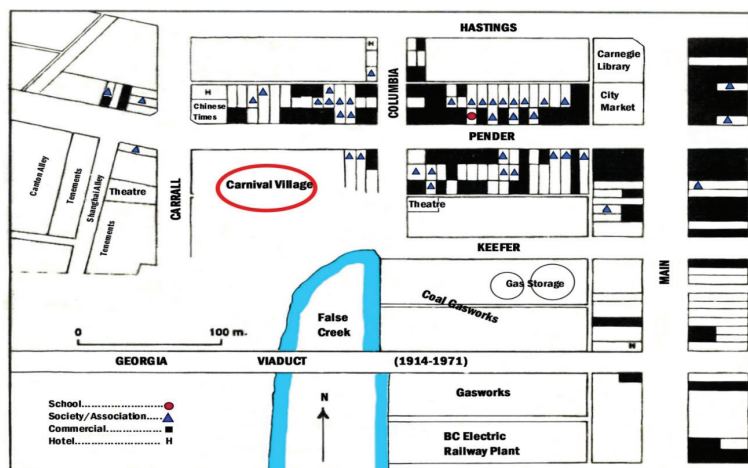 HASTINGS
H
Carnegie
Library
H
Chinese
Times
COLUMBIA
City
Market
PENDER
Canton Alley
Tenements
Shanghai Alley
Tenements
Theatre
CARRALL
Carnival Village
Theatre
KEEFER
MAIN
Gas Storage
Coal Gasworks
0 100 m.
False
Creek
H
GEORGIA VIADUCT (1914-1971)
N
Gasworks
BC Electric
Railway Plant
School
Society/Association
Commercial
Hotel H